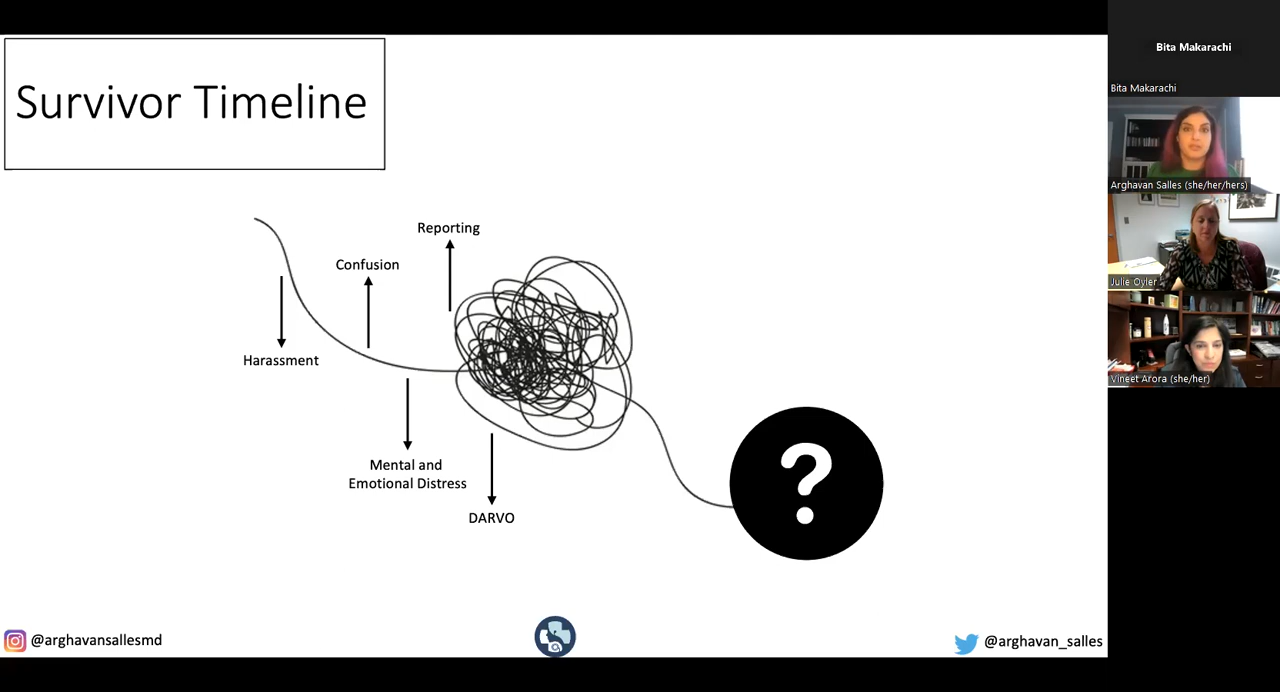 Survivor Timeline
Reporting
Confusion
Harassment
Mental and
Emotional Distress
DARVO
?
@arghavansallesmd
@arghavan_salles
Bita Makarachi
Bita Makarachi
Arghavan Salles (she/her/hers)
Julie Oyler
Vineet Arora (she/her)